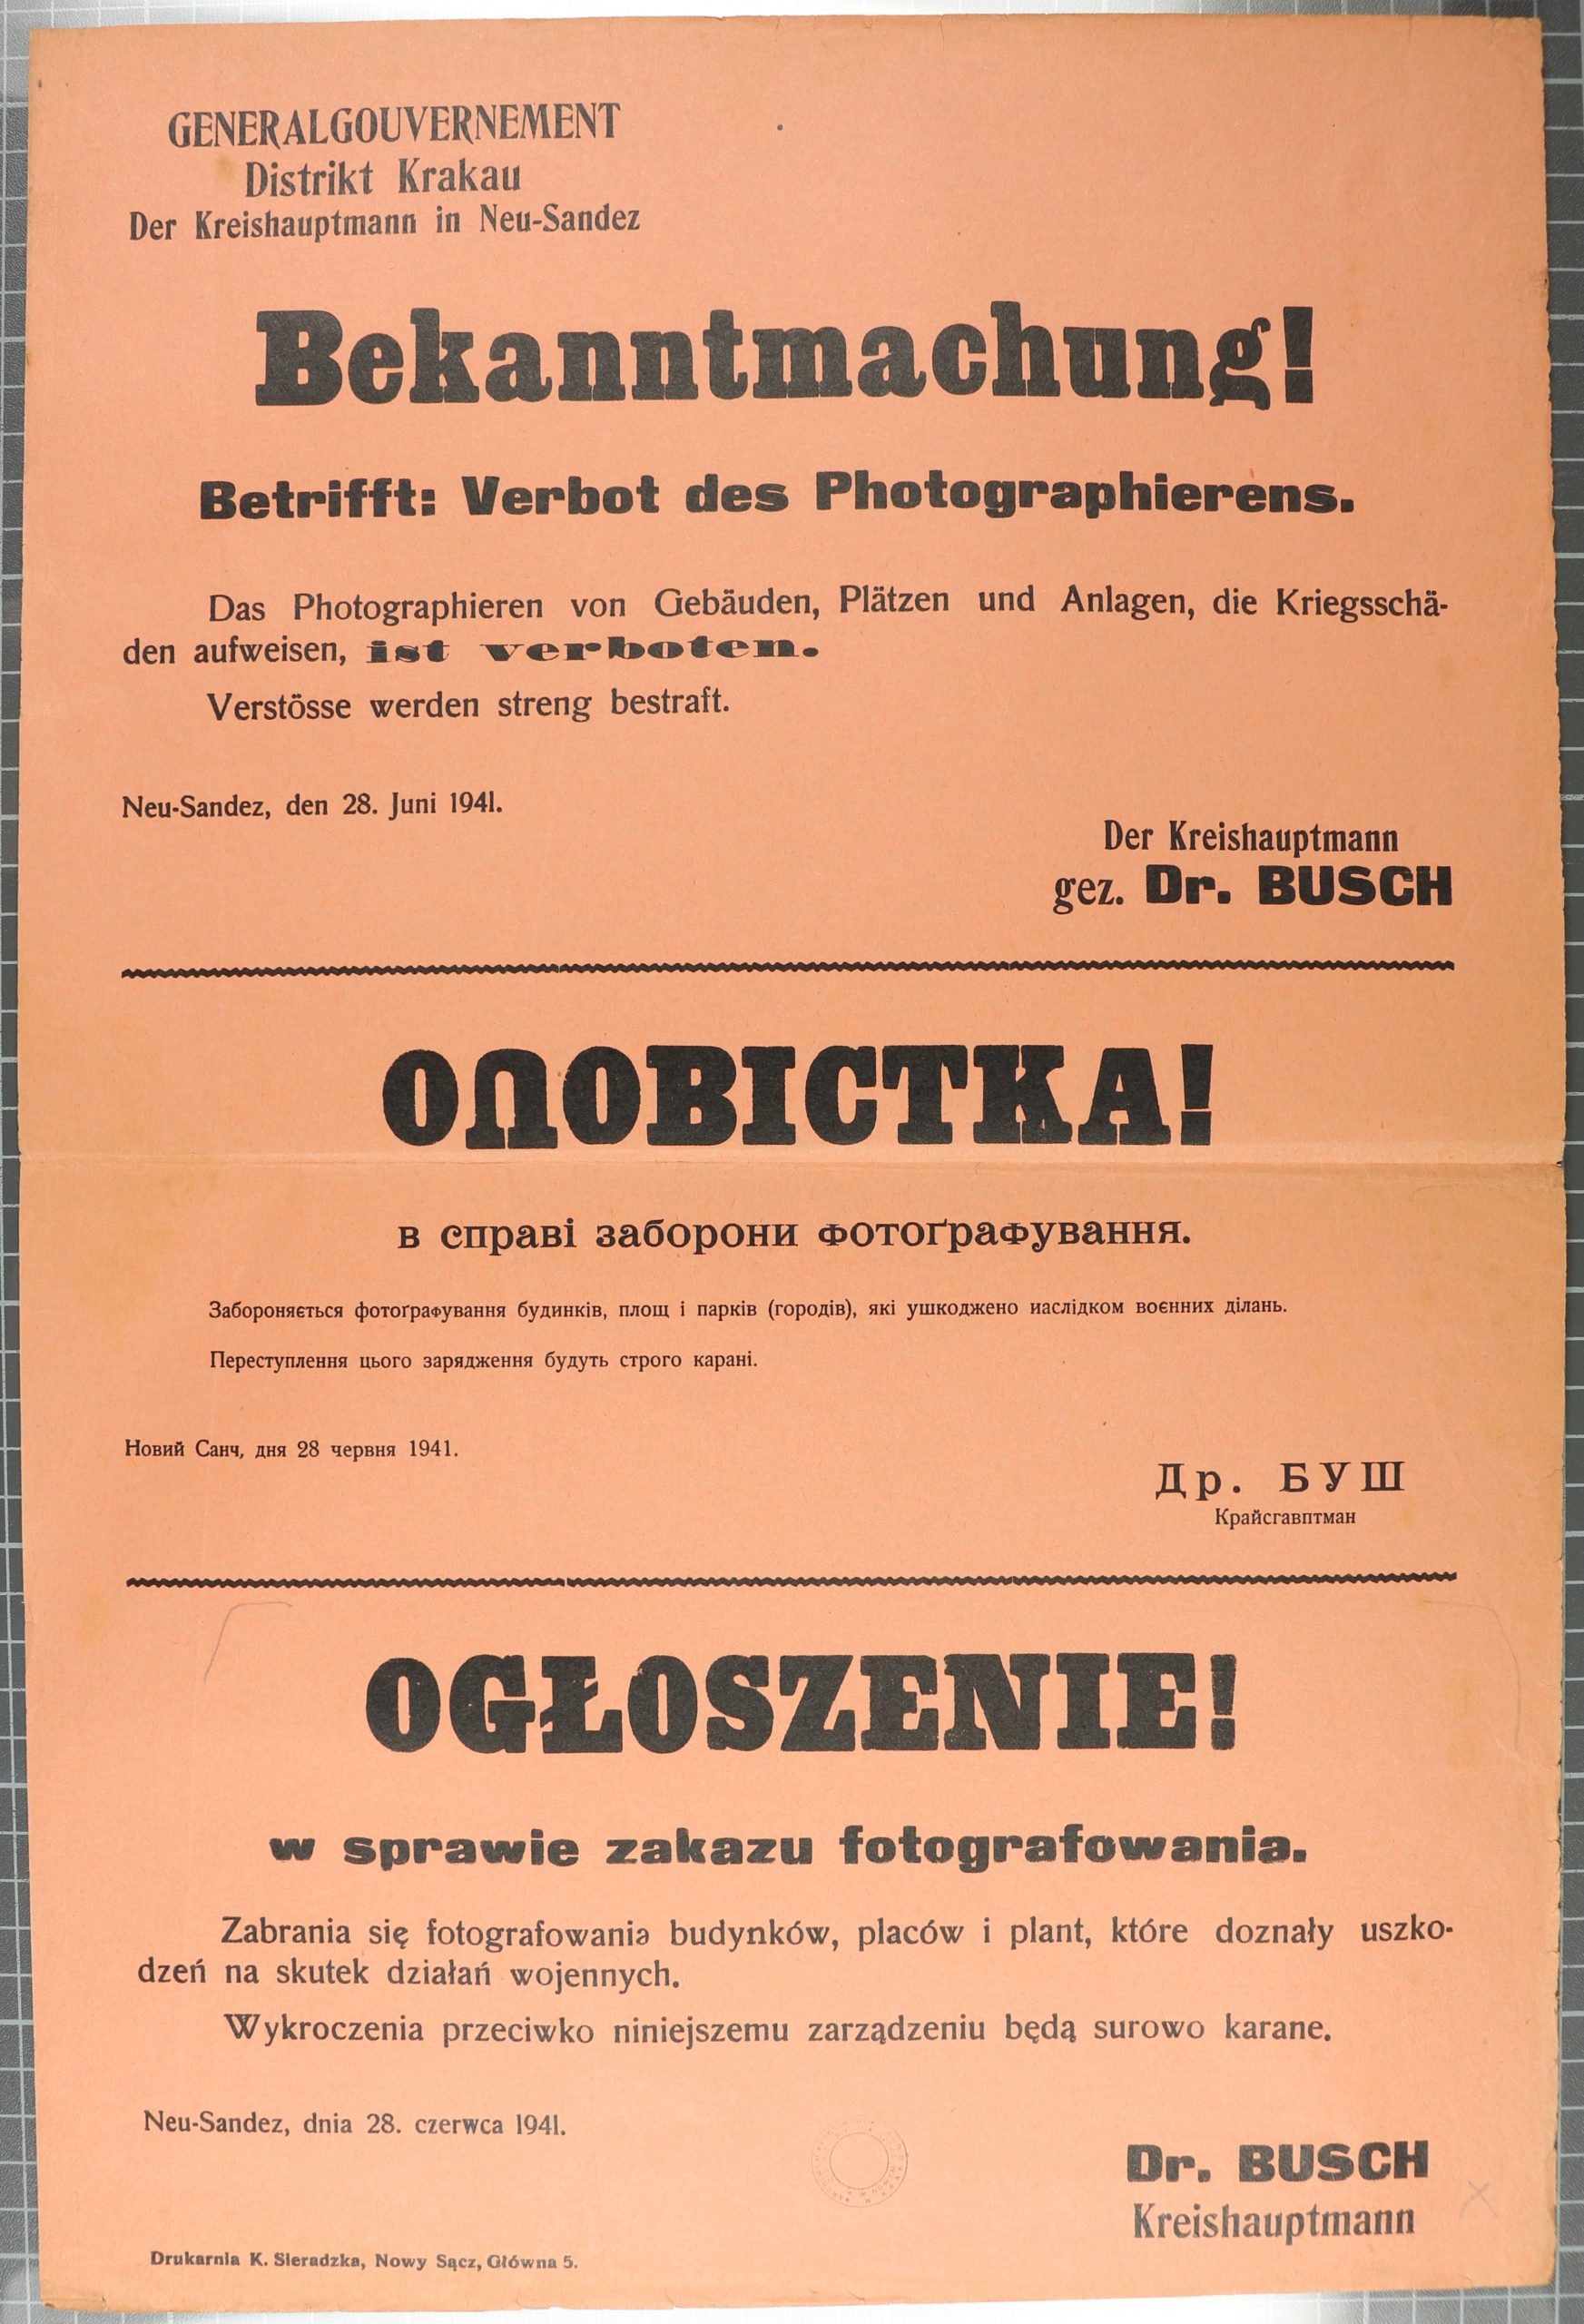 GENERALGOUVERNEMENT
Distrikt Krakau
Der Kreishauptmann in Neu-Sandez
Bekanntmachung!
Betrifft: Verbot des Photographierens.
Das Photographieren von Gebäuden, Plätzen und Anlagen, die Kriegsschä-
den aufweisen, ist verboten.
Verstösse werden streng bestraft.
Neu-Sandez, den 28. Juni 1941.
Der Kreishauptmann
gez. Dr. BUSCH
ОПОВІСТКА!
в справі заборони фотоґрафування.
Забороняється фотоґрафування будинків, площ і парків (городів), які ушкоджено иаслідком воєнних ділань.
Переступлення цього зарядження будуть строго карані.
Новий Санч, дня 28 червня 1941.
Др. БУШ
Крайсгавптман
OGŁOSZENIE!
w sprawie zakazu fotografowania.
Zabrania się fotografowania budynków, placów i plant, które doznały uszko-
dzeń na skutek działań wojennych.
Wykroczenia przeciwko niniejszemu zarządzeniu będą surowo karane.
Neu-Sandez, dnia 28. czerwca 1941.
Dr. BUSCH
Kreishauptmann
Drukarnia K. Sieradzka, Nowy Sącz, Główna 5.